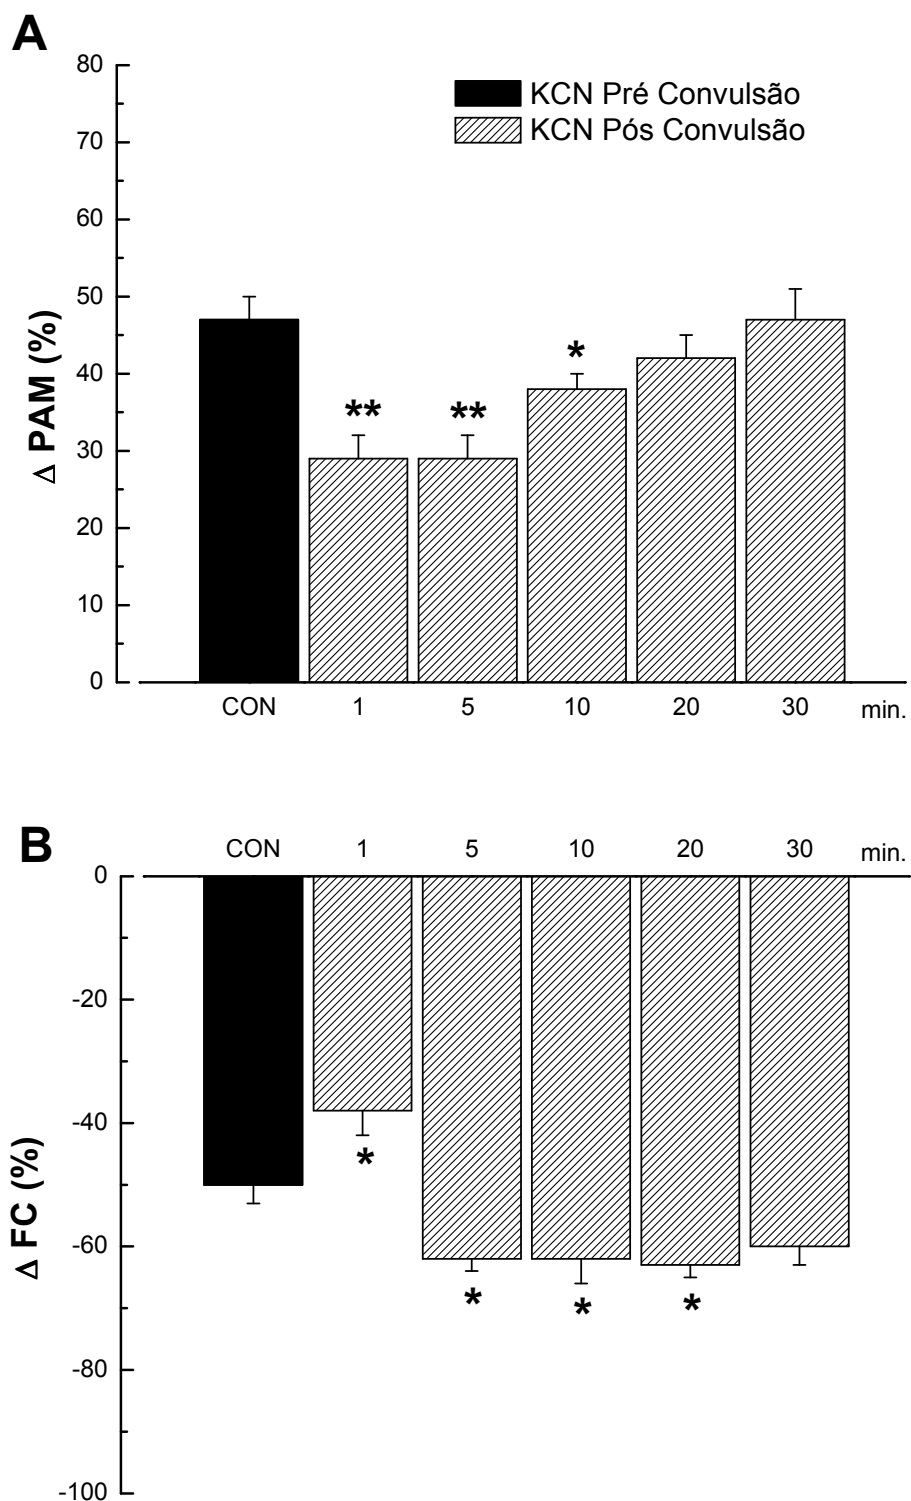 A
80
KCN Pré Convulsão
70
KCN Pós Convulsão
60
50
40
30
20
10
0
Δ PAM (%)
*
** **
CON 1 5 10 20 30 min.
B
CON 1 5 10 20 30 min.
0
-20
-40
-60
-80
-100
Δ FC (%)
*
* * *